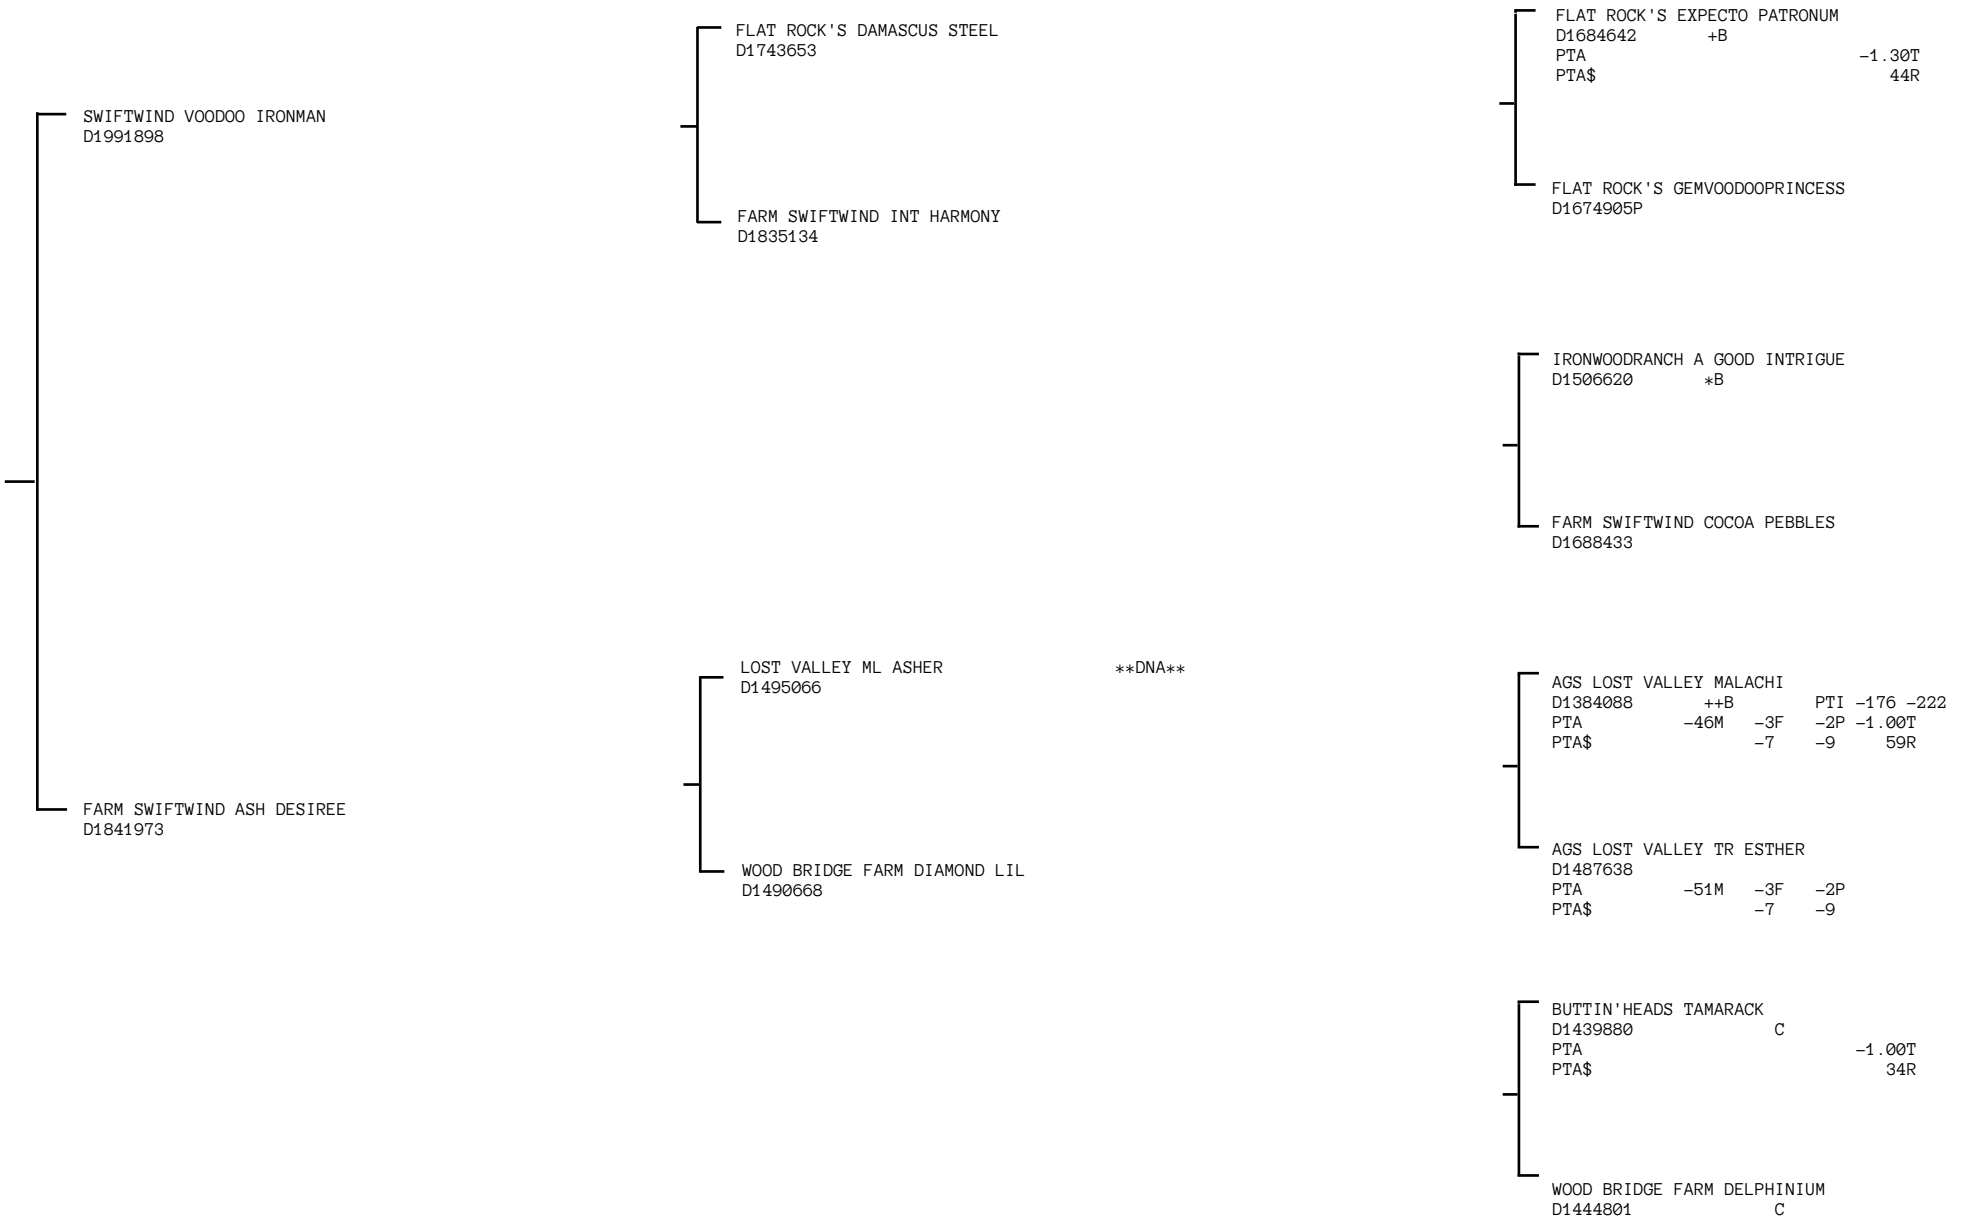 SWIFTWIND VOODOO IRONMAN
D1991898
FARM SWIFTWIND ASH DESIREE
D1841973
FLAT ROCK'S DAMASCUS STEEL
D1743653
FARM SWIFTWIND INT HARMONY
D1835134
LOST VALLEY ML ASHER **DNA**
D1495066
WOOD BRIDGE FARM DIAMOND LIL
D1490668
FLAT ROCK'S EXPECTO PATRONUM
D1684642 +B
PTA -1.30T
PTA$ 44R
FLAT ROCK'S GEMVOODOOPRINCESS
D1674905P
IRONWOODRANCH A GOOD INTRIGUE
D1506620 *B
FARM SWIFTWIND COCOA PEBBLES
D1688433
AGS LOST VALLEY MALACHI
D1384088 ++B PTI -176 -222
PTA -46M -3F -2P -1.00T
PTA$ -7 -9 59R
AGS LOST VALLEY TR ESTHER
D1487638
PTA -51M -3F -2P
PTA$ -7 -9
BUTTIN'HEADS TAMARACK
D1439880 C
PTA -1.00T
PTA$ 34R
WOOD BRIDGE FARM DELPHINIUM
D1444801 C